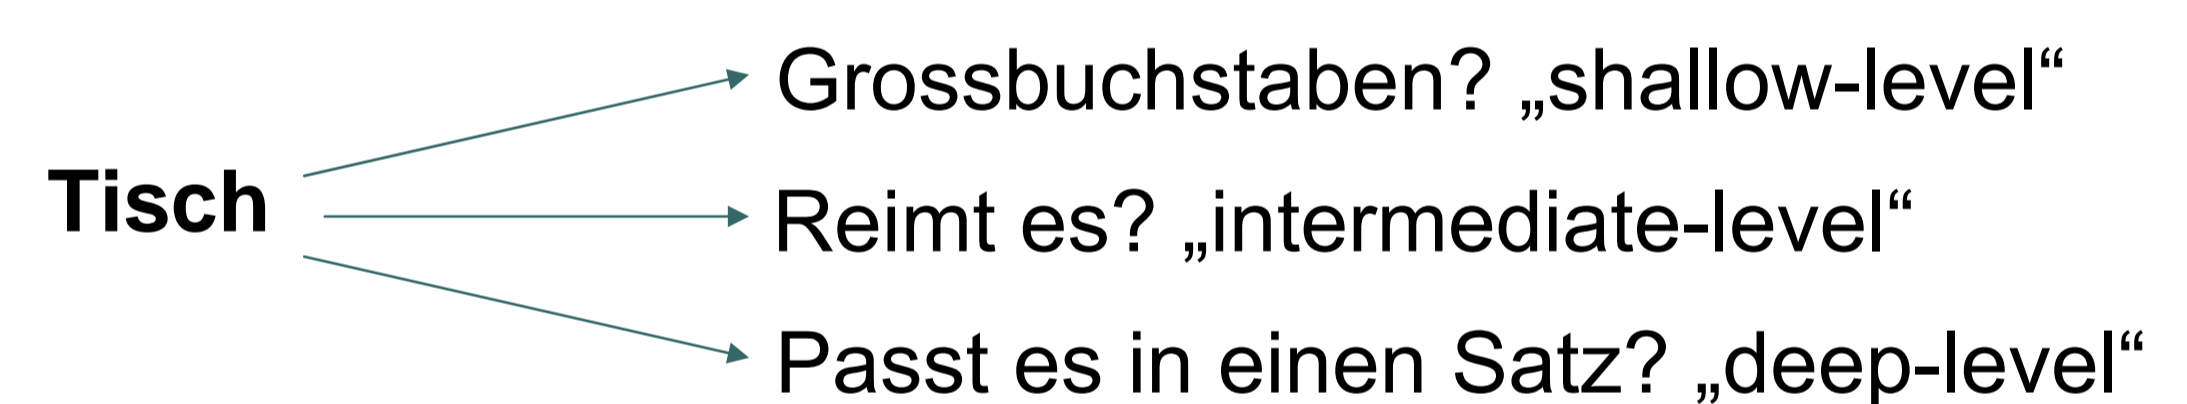 Grossbuchstaben? „shallow-level“
Tisch
Reimt es? „intermediate-level“
Passt es in einen Satz? „deep-level“